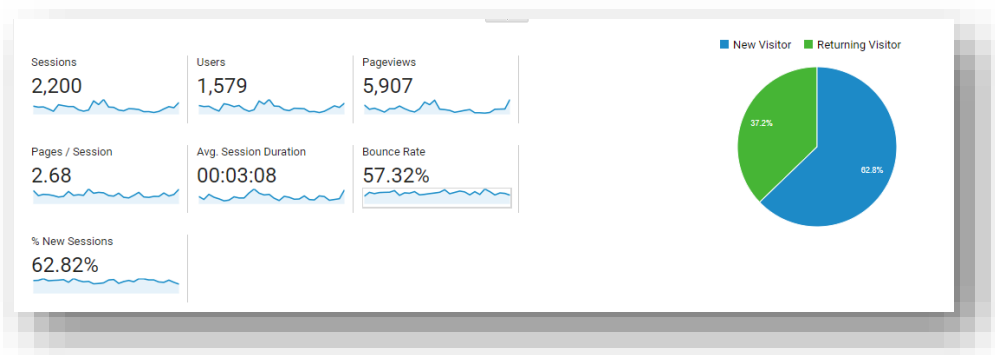 New Visitor Returning Visitor
Sessions
2,200
Users
1,579
Pageviews
5,907
Pages / Session
2.68
Avg. Session Duration
00:03:08
Bounce Rate
57.32%
% New Sessions
62.82%
37.2%
62.8%